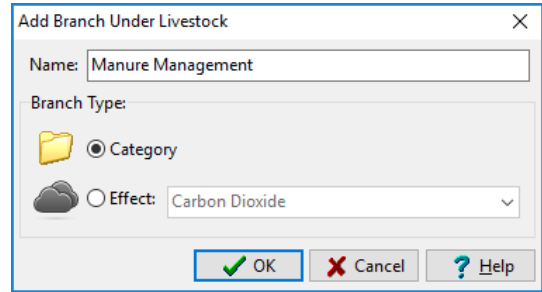 Add Branch Under Livestock
Name: Manure Management
Branch Type:
Category
Effect: Carbon Dioxide
OK Cancel Help